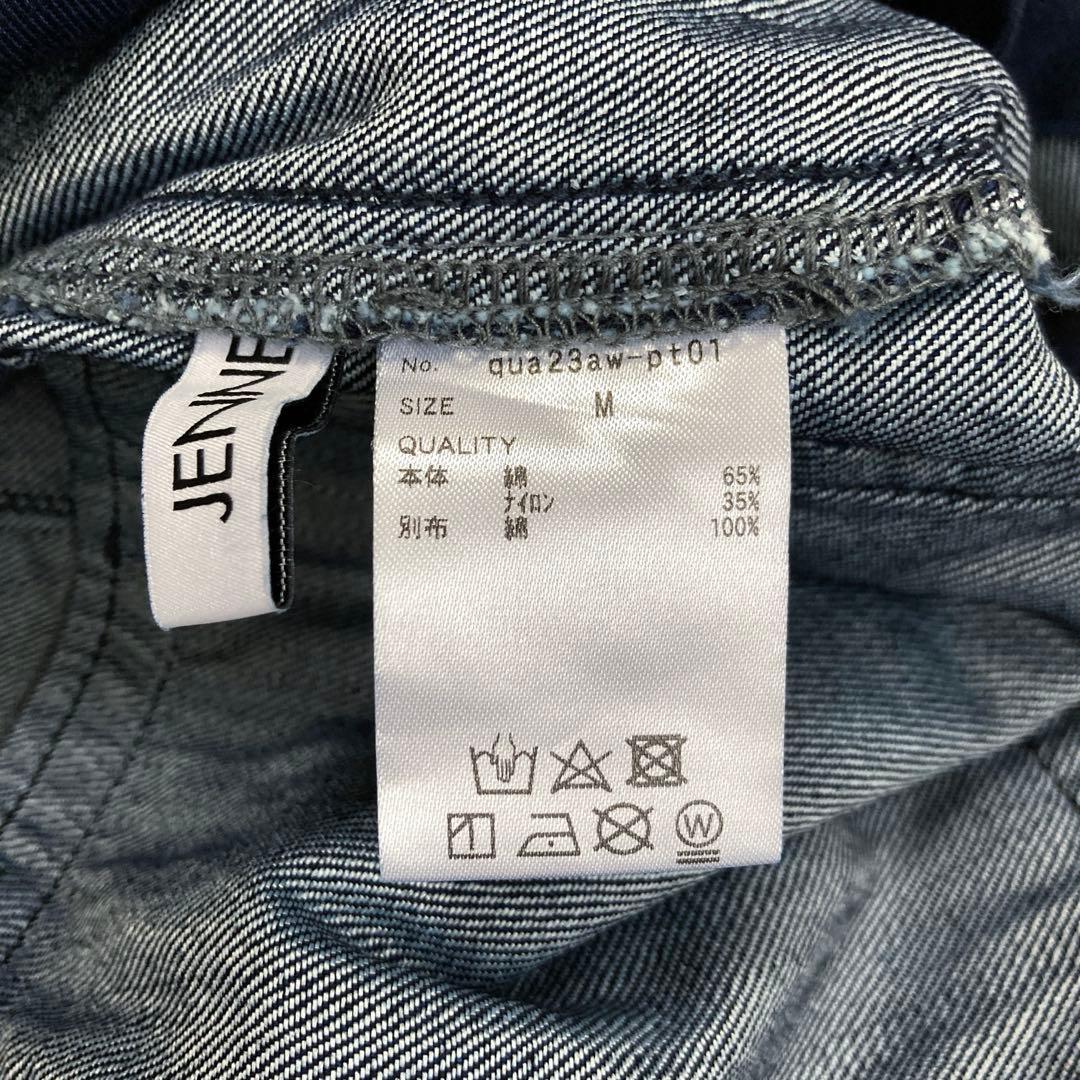 JENNE
No. qua23aw-pt01
SIZE M
QUALITY
本体 綿 65%
ナイロン 35%
別布 綿 100%
W